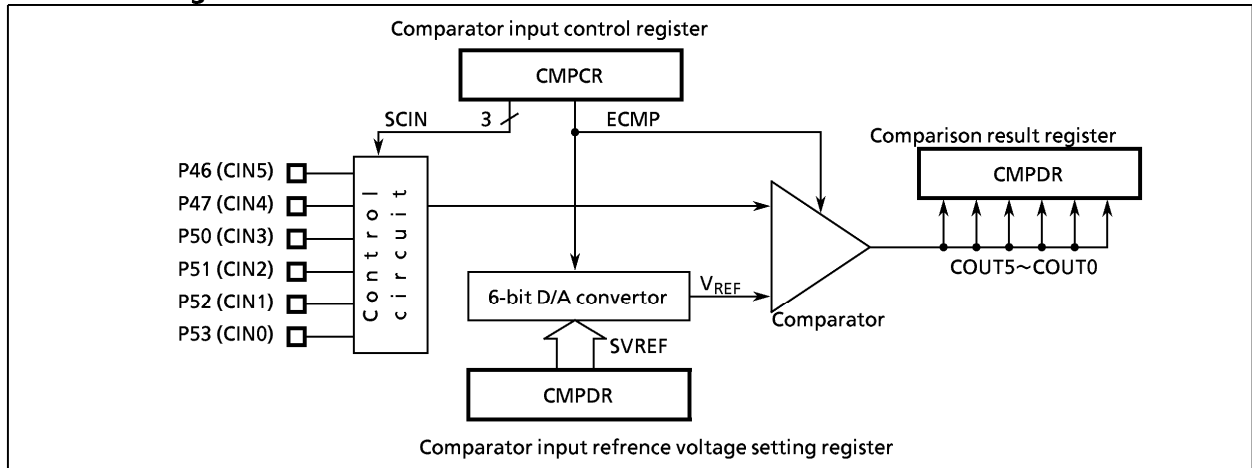 Comparator input control register
CMPCR
SCIN
3
ECMP
Comparison result register
CMPDR
P46 (CIN5)
P47 (CIN4)
P50 (CIN3)
P51 (CIN2)
P52 (CIN1)
P53 (CIN0)
Control
circuit
COUT5～COUT0
6-bit D/A convertor
VREF
Comparator
SVREF
CMPDR
Comparator input refrence voltage setting register